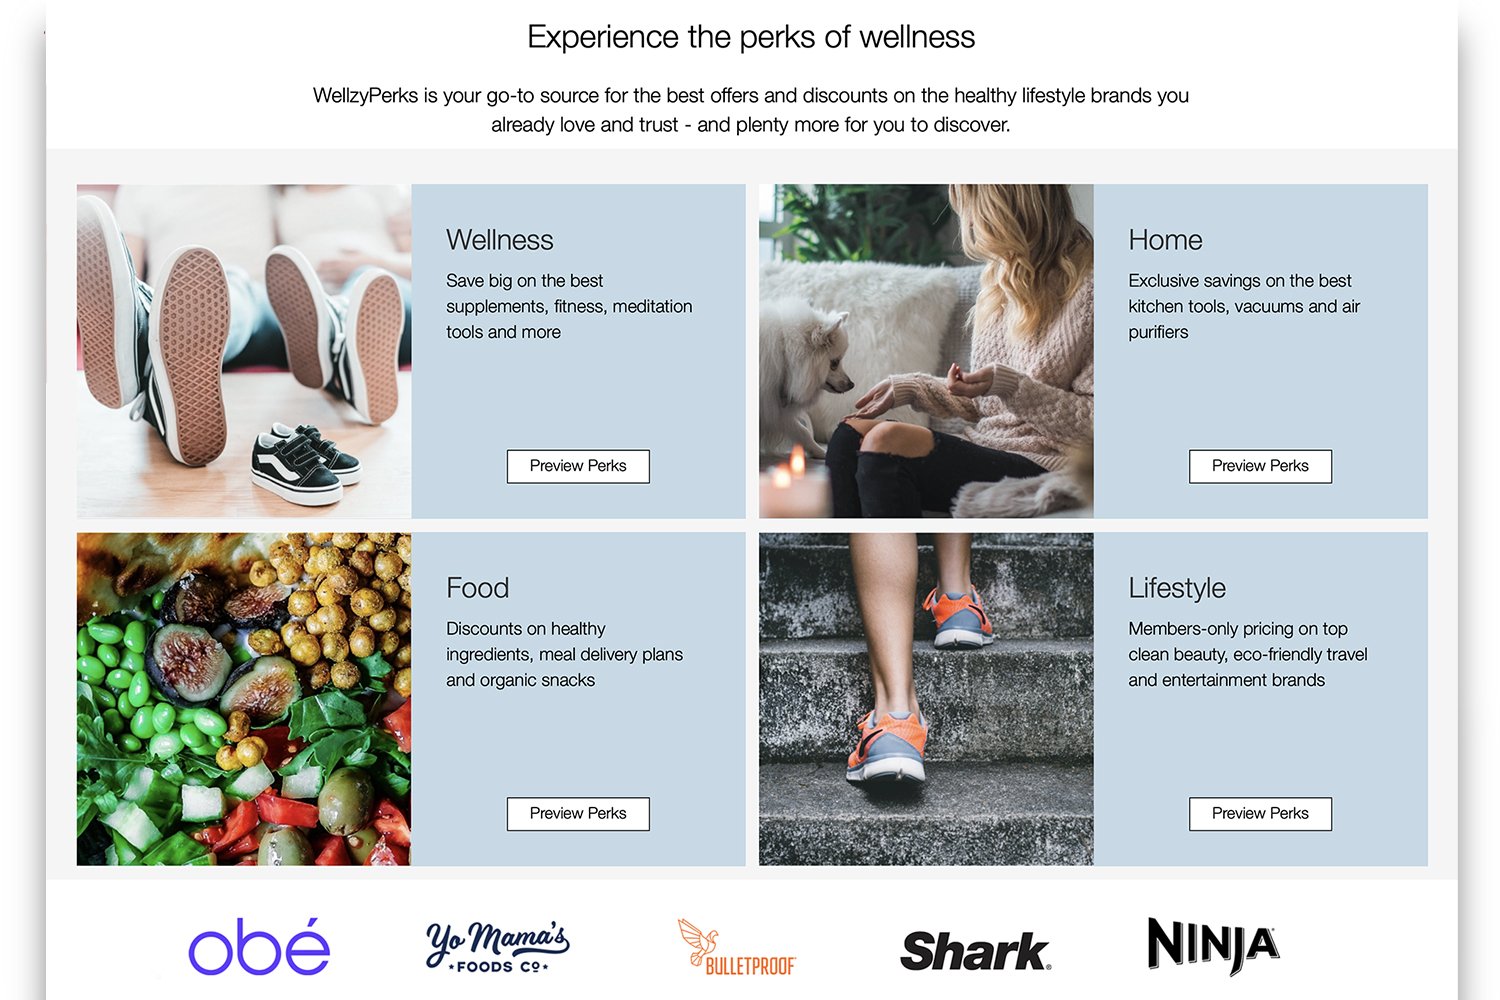 Experience the perks of wellness
WellzyPerks is your go-to source for the best offers and discounts on the healthy lifestyle brands you
already love and trust - and plenty more for you to discover.
Wellness
Save big on the best
supplements, fitness, meditation
tools and more
Preview Perks
Home
Exclusive savings on the best
kitchen tools, vacuums and air
purifiers
Preview Perks
Food
Discounts on healthy
ingredients, meal delivery plans
and organic snacks
Preview Perks
Lifestyle
Members-only pricing on top
clean beauty, eco-friendly travel
and entertainment brands
Preview Perks
obé
Yo Mama's
FOODS CO
BULLETPROOF
Shark
NINJA